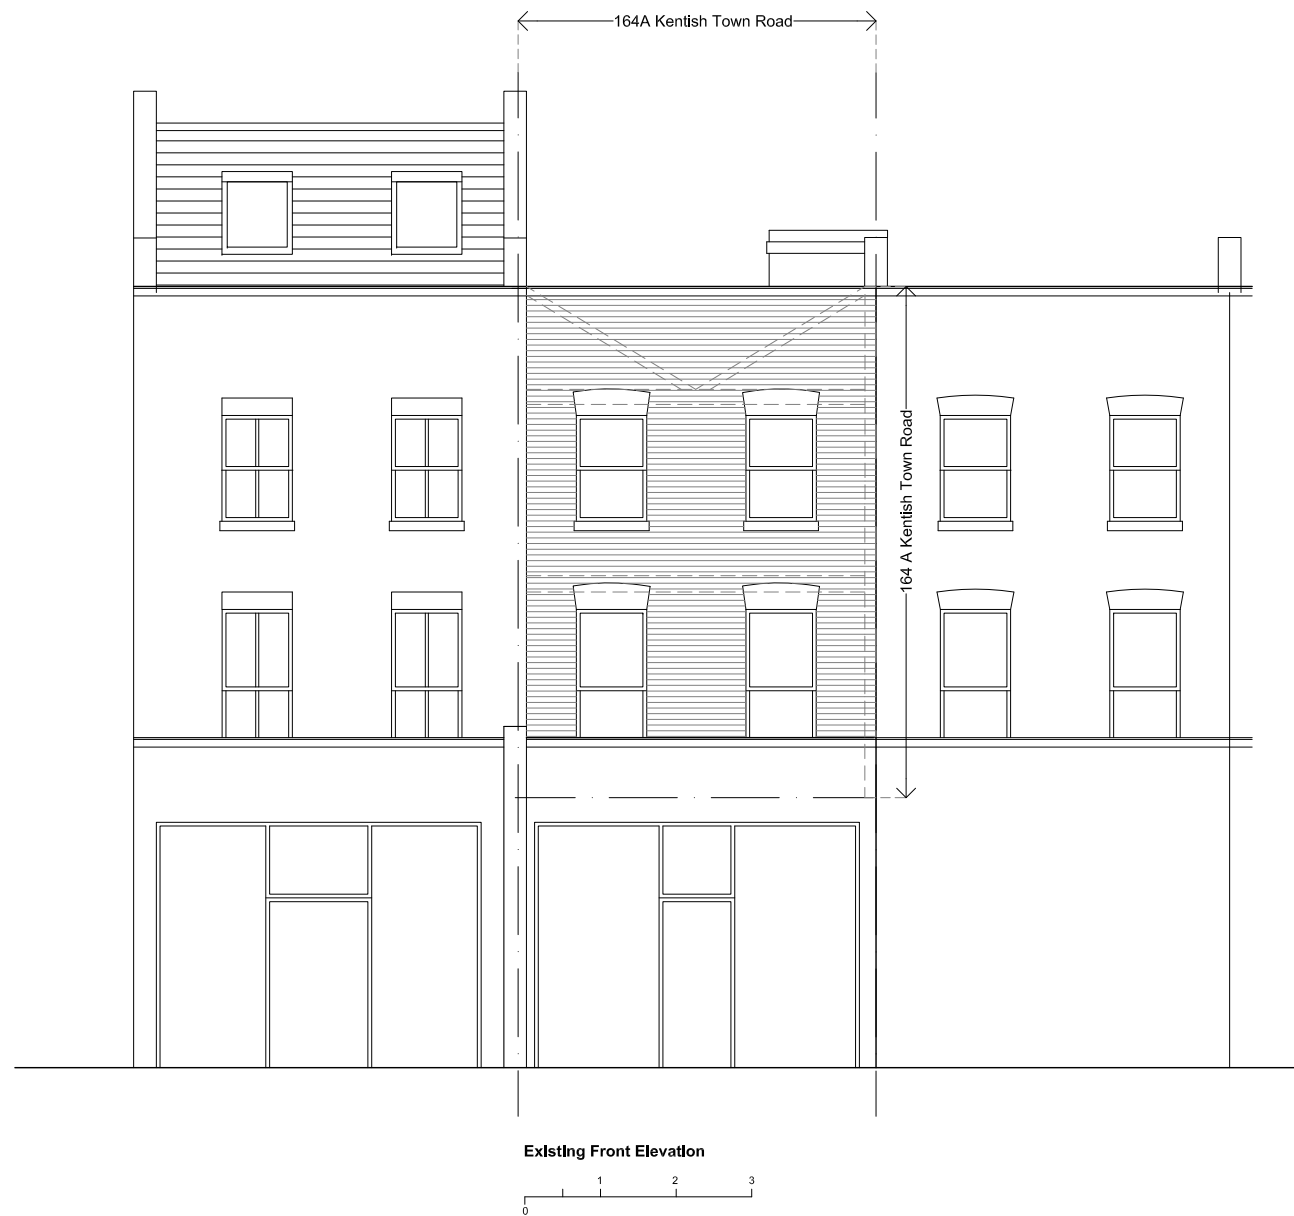 164A Kentish Town Road
164 A Kentish Town Road
Existing Front Elevation
1 2 3
0